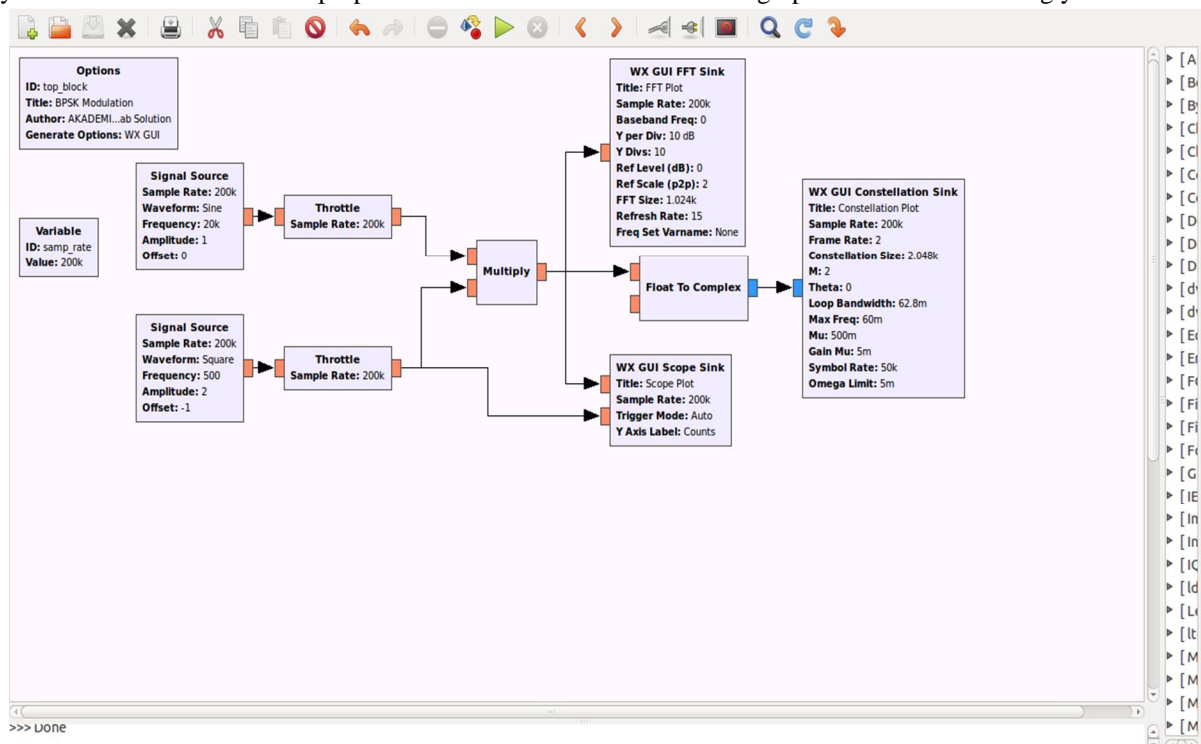 Options
ID: top_block
Title: BPSK Modulation
Author: AKADEMI...ab Solution
Generate Options: WX GUI
Variable
ID: samp_rate
Value: 200k
Signal Source
Sample Rate: 200k
Waveform: Sine
Frequency: 20k
Amplitude: 1
Offset: 0
Throttle
Sample Rate: 200k
Signal Source
Sample Rate: 200k
Waveform: Square
Frequency: 500
Amplitude: 2
Offset: -1
Throttle
Sample Rate: 200k
Multiply
WX GUI FFT Sink
Title: FFT Plot
Sample Rate: 200k
Baseband Freq: 0
Y per Div: 10 dB
Y Divs: 10
Ref Level (dB): 0
Ref Scale (p2p): 2
FFT Size: 1.024k
Refresh Rate: 15
Freq Set Varname: None
Float To Complex
WX GUI Scope Sink
Title: Scope Plot
Sample Rate: 200k
Trigger Mode: Auto
Y Axis Label: Counts
WX GUI Constellation Sink
Title: Constellation Plot
Sample Rate: 200k
Frame Rate: 2
Constellation Size: 2.048k
M: 2
Theta: 0
Loop Bandwidth: 62.8m
Max Freq: 60m
Mu: 500m
Gain Mu: 5m
Symbol Rate: 50k
Omega Limit: 5m
>>> Done